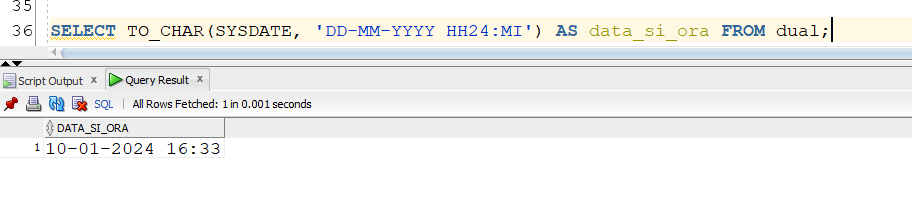 35
36 SELECT TO_CHAR(SYSDATE, 'DD-MM-YYYY HH24:MI') AS data_si_ora FROM dual;
Script Output x Query Result x
SQL | All Rows Fetched: 1 in 0.001 seconds
DATA_SI_ORA
1 10-01-2024 16:33